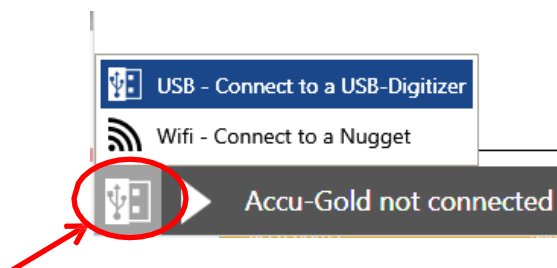 USB - Connect to a USB-Digitizer
Wifi - Connect to a Nugget
Accu-Gold not connected